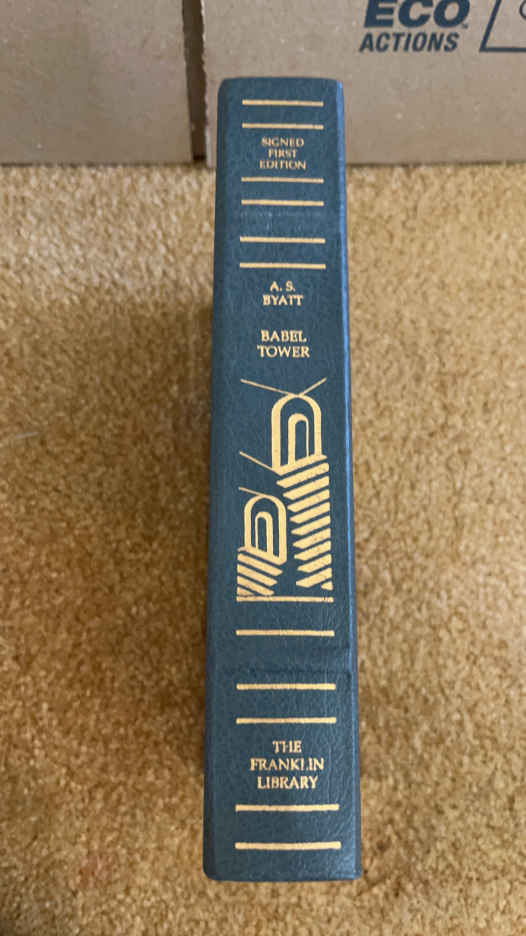 ECO
ACTIONS
SIGNED
FIRST
EDITION
A. S.
BYATT
BABEL
TOWER
THE
FRANKLIN
LIBRARY